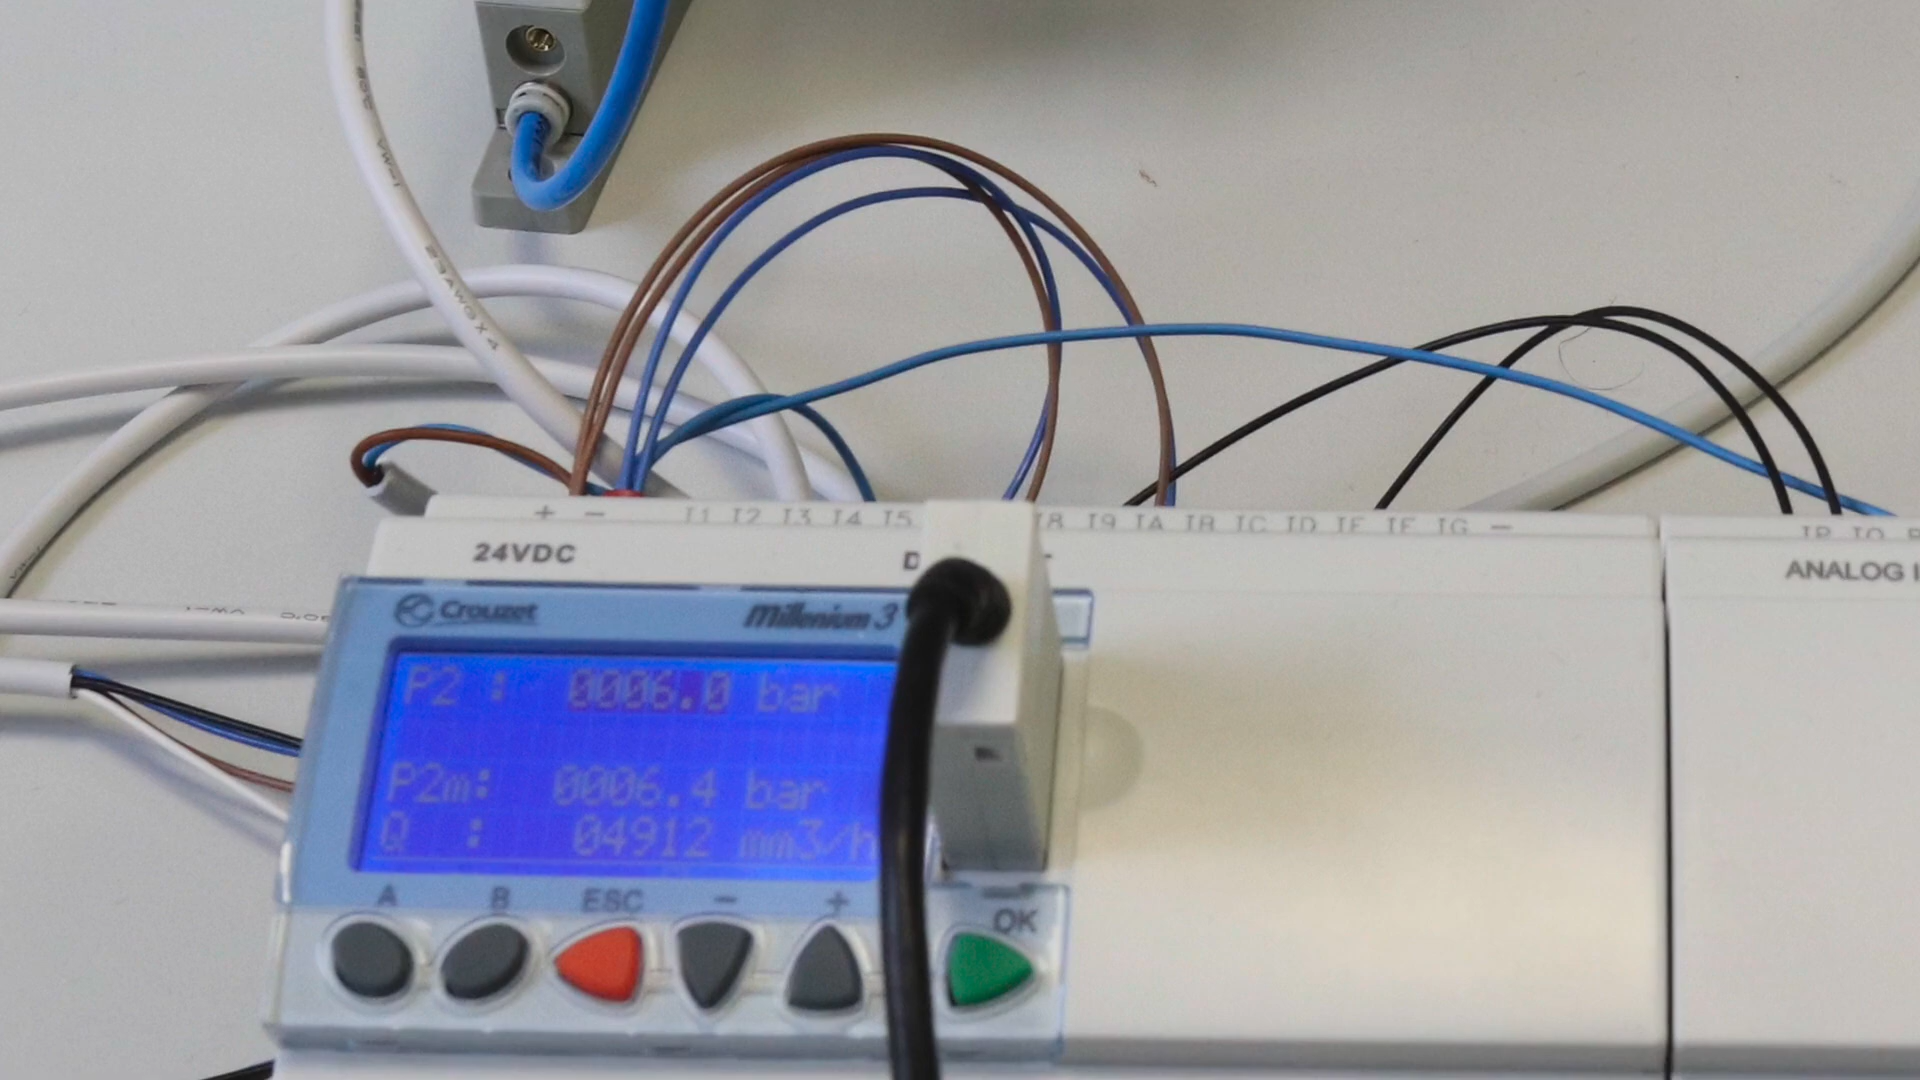 23AWGX4
+ − I1 I2 I3 I4 I5 I8 I9 IA IB IC ID IE IF IG −
24VDC
ANALOG I
Crouzet Millenium 3
P2 : 0006.0 bar
P2m: 0006.4 bar
Q : 04912 mm3/h
A B ESC − + OK